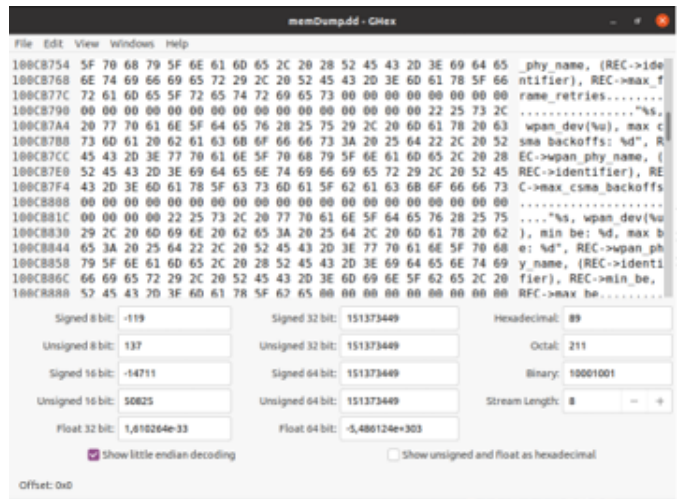 memDump.dd - GHex
File Edit View Windows Help
100CB754 5F 70 68 79 5F 6E 61 6D 65 2C 20 28 52 45 43 2D 3E 69 64 65 _phy_name, (REC->ide
100CB768 6E 74 69 66 69 65 72 29 2C 20 52 45 43 2D 3E 6D 61 78 5F 66 ntifier), REC->max_f
100CB77C 72 61 6D 65 5F 72 65 74 72 69 65 73 00 00 00 00 00 00 00 00 rame_retries........
100CB790 00 00 00 00 00 00 00 00 00 00 00 00 00 00 00 00 22 25 73 2C ................"%s,
100CB7A4 20 77 70 61 6E 5F 64 65 76 28 25 75 29 2C 20 6D 61 78 20 63 wpan_dev(%u), max c
100CB7B8 73 6D 61 20 62 61 63 6B 6F 66 66 73 3A 20 25 64 22 2C 20 52 sma backoffs: %d", R
100CB7CC 45 43 2D 3E 77 70 61 6E 5F 70 68 79 5F 6E 61 6D 65 2C 20 28 EC->wpan_phy_name, (
100CB7E0 52 45 43 2D 3E 69 64 65 6E 74 69 66 69 65 72 29 2C 20 52 45 REC->identifier), RE
100CB7F4 43 2D 3E 6D 61 78 5F 63 73 6D 61 5F 62 61 63 6B 6F 66 66 73 C->max_csma_backoffs
100CB808 00 00 00 00 00 00 00 00 00 00 00 00 00 00 00 00 00 00 00 00 ....................
100CB81C 00 00 00 00 22 25 73 2C 20 77 70 61 6E 5F 64 65 76 28 25 75 ...."%s, wpan_dev(%u
100CB830 29 2C 20 6D 69 6E 20 62 65 3A 20 25 64 2C 20 6D 61 78 20 62 ), min be: %d, max b
100CB844 65 3A 20 25 64 22 2C 20 52 45 43 2D 3E 77 70 61 6E 5F 70 68 e: %d", REC->wpan_ph
100CB858 79 5F 6E 61 6D 65 2C 20 28 52 45 43 2D 3E 69 64 65 6E 74 69 y_name, (REC->identi
100CB86C 66 69 65 72 29 2C 20 52 45 43 2D 3E 6D 69 6E 5F 62 65 2C 20 fier), REC->min_be,
100CB880 52 45 43 2D 3E 6D 61 78 5F 62 65 00 00 00 00 00 00 00 00 00 REC->max_be.........
Signed 8 bit: -119 Signed 32 bit: 151373449 Hexadecimal: 89
Unsigned 8 bit: 137 Unsigned 32 bit: 151373449 Octal: 211
Signed 16 bit: -14711 Signed 64 bit: 151373449 Binary: 10001001
Unsigned 16 bit: 50825 Unsigned 64 bit: 151373449 Stream Length: 8 - +
Float 32 bit: 1,610264e-33 Float 64 bit: -5,486124e+303
Show little endian decoding Show unsigned and float as hexadecimal
Offset: 0x0